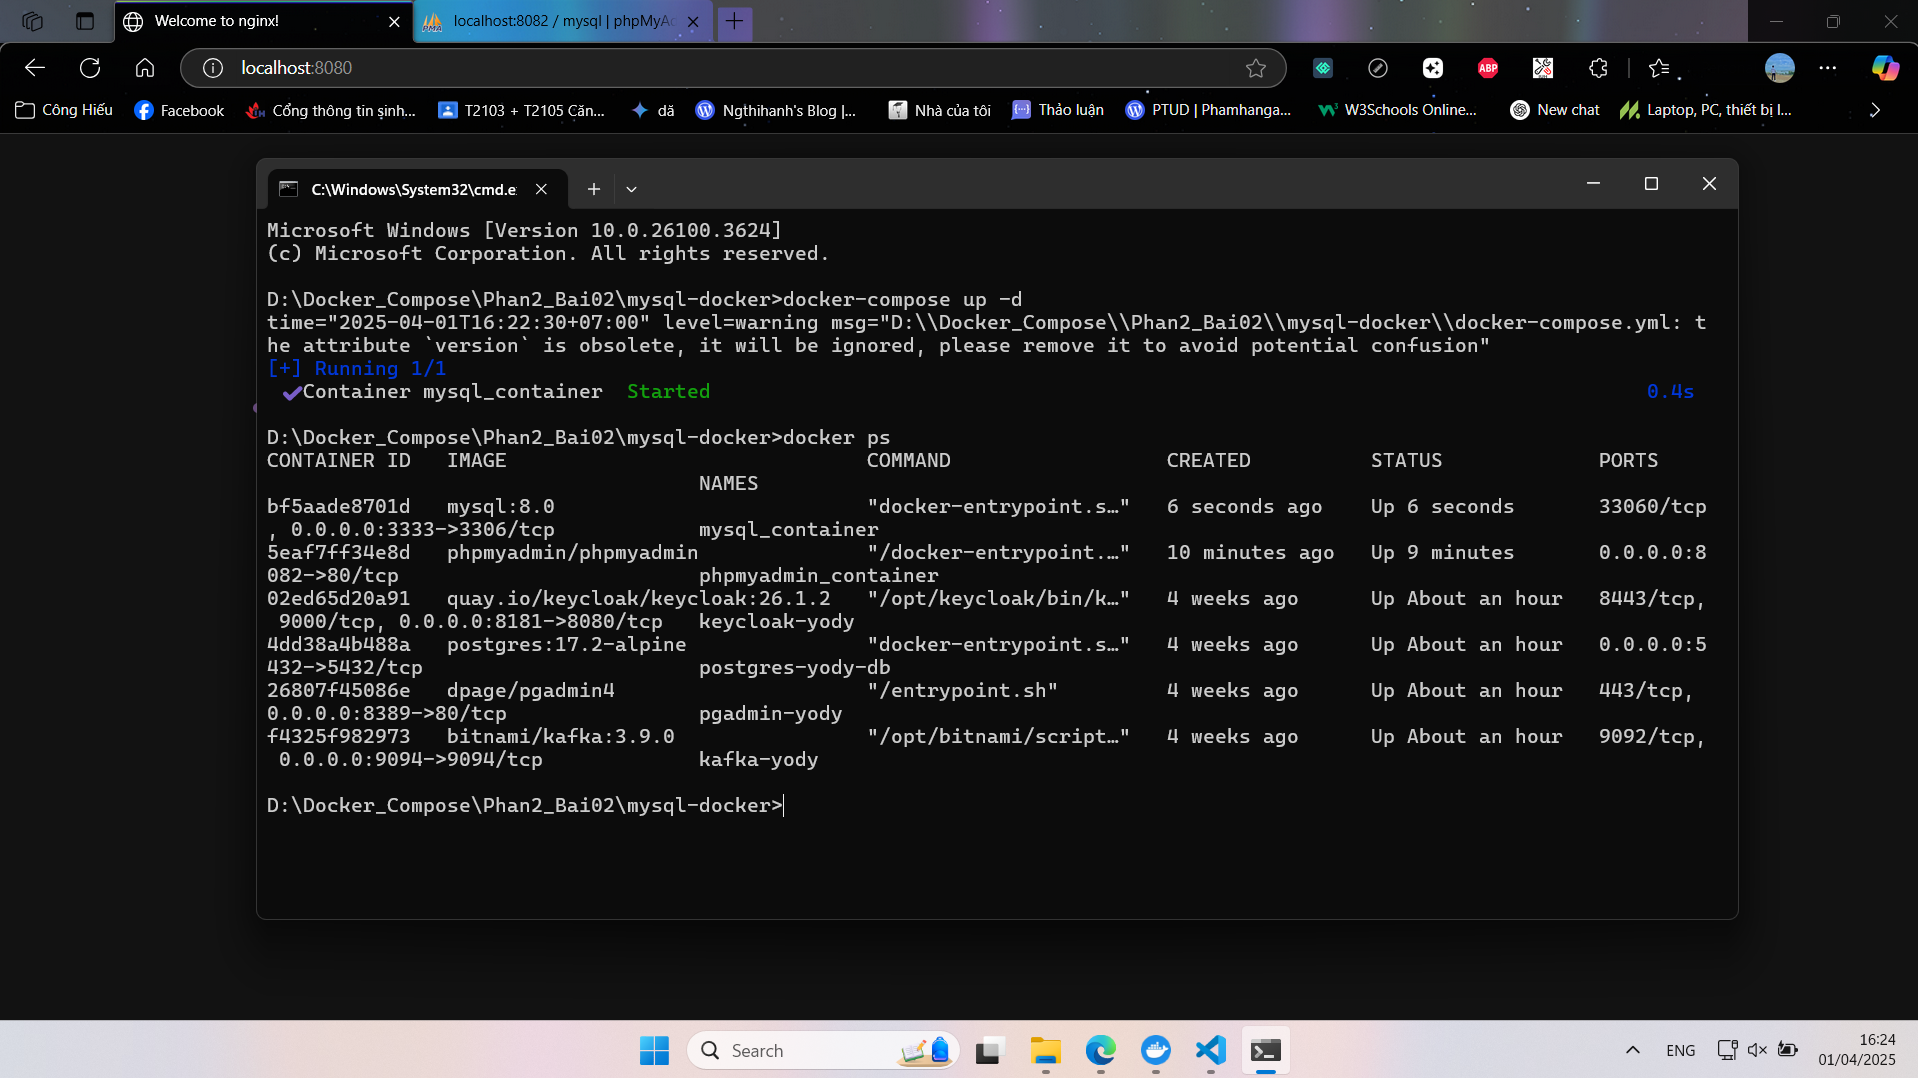 Welcome to nginx!
localhost:8082 / mysql | phpMyAc
localhost:8080
ABP
Công Hiếu
Facebook
Cổng thông tin sinh...
T2103 + T2105 Căn...
dã
Ngthihanh's Blog |...
Nhà của tôi
Thảo luận
PTUD | Phamhanga...
W3Schools Online...
New chat
Laptop, PC, thiết bị l...
C:\Windows\System32\cmd.e
Microsoft Windows [Version 10.0.26100.3624]
(c) Microsoft Corporation. All rights reserved.
D:\Docker_Compose\Phan2_Bai02\mysql-docker>docker-compose up -d
time="2025-04-01T16:22:30+07:00" level=warning msg="D:\\Docker_Compose\\Phan2_Bai02\\mysql-docker\\docker-compose.yml: t
he attribute `version` is obsolete, it will be ignored, please remove it to avoid potential confusion"
[+] Running 1/1
✔Container mysql_container  Started 0.4s
D:\Docker_Compose\Phan2_Bai02\mysql-docker>docker ps
CONTAINER ID   IMAGE                              COMMAND                  CREATED          STATUS             PORTS
NAMES
bf5aade8701d   mysql:8.0                          "docker-entrypoint.s…"   6 seconds ago    Up 6 seconds       33060/tcp
, 0.0.0.0:3333->3306/tcp            mysql_container
5eaf7ff34e8d   phpmyadmin/phpmyadmin              "/docker-entrypoint.…"   10 minutes ago   Up 9 minutes       0.0.0.0:8
082->80/tcp                         phpmyadmin_container
02ed65d20a91   quay.io/keycloak/keycloak:26.1.2   "/opt/keycloak/bin/k…"   4 weeks ago      Up About an hour   8443/tcp,
9000/tcp, 0.0.0.0:8181->8080/tcp   keycloak-yody
4dd38a4b488a   postgres:17.2-alpine               "docker-entrypoint.s…"   4 weeks ago      Up About an hour   0.0.0.0:5
432->5432/tcp                       postgres-yody-db
26807f45086e   dpage/pgadmin4                     "/entrypoint.sh"         4 weeks ago      Up About an hour   443/tcp,
0.0.0.0:8389->80/tcp                pgadmin-yody
f4325f982973   bitnami/kafka:3.9.0                "/opt/bitnami/script…"   4 weeks ago      Up About an hour   9092/tcp,
0.0.0.0:9094->9094/tcp             kafka-yody
D:\Docker_Compose\Phan2_Bai02\mysql-docker>
Search
ENG
16:24
01/04/2025